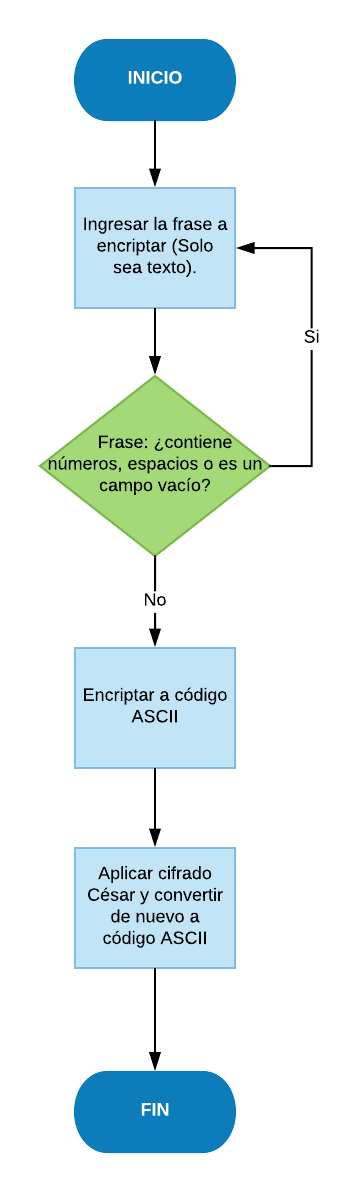 INICIO
Ingresar la frase a
encriptar (Solo
sea texto).
Si
Frase: ¿contiene
números, espacios o es un
campo vacío?
No
Encriptar a código
ASCII
Aplicar cifrado
César y convertir
de nuevo a
código ASCII
FIN